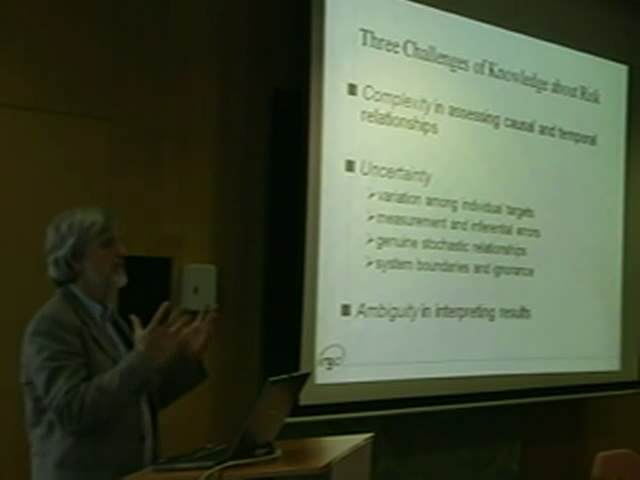 Three Challenges of Knowledge about Risk
Complexity in assessing causal and temporal
relationships
Uncertainty
variation among individual targets
measurement and inferential errors
genuine stochastic relationships
system boundaries and ignorance
Ambiguity in interpreting results